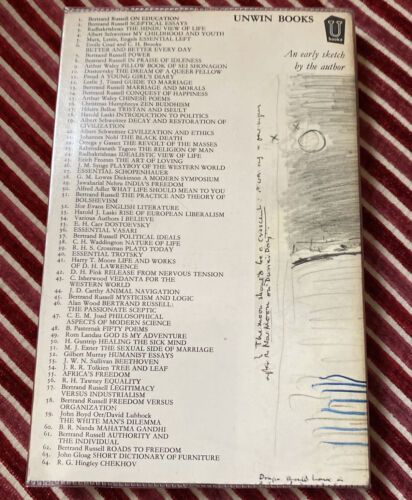 UNWIN BOOKS
U
books
An early sketch
by the author
1. Bertrand Russell ON EDUCATION
2. Bertrand Russell SCEPTICAL ESSAYS
3. Radhakrishnan THE HINDU VIEW OF LIFE
4. Albert Schweitzer MY CHILDHOOD AND YOUTH
5. Marx, Lenin, Engels ESSENTIAL LEFT
6. Emile Coué and C. H. Brooks
BETTER AND BETTER EVERY DAY
7. Bertrand Russell POWER
8. Bertrand Russell IN PRAISE OF IDLENESS
9. Arthur Waley PILLOW BOOK OF SEI SHONAGON
10. Dostoevsky THE DREAM OF A QUEER FELLOW
11. Freud A YOUNG GIRL'S DIARY
12. Leslie J. Tizard GUIDE TO MARRIAGE
13. Bertrand Russell MARRIAGE AND MORALS
14. Bertrand Russell CONQUEST OF HAPPINESS
15. Arthur Waley CHINESE POEMS
16. Christmas Humphreys ZEN BUDDHISM
17. Hilaire Belloc TRISTAN AND ISEULT
18. Harold Laski INTRODUCTION TO POLITICS
19. Albert Schweitzer DECAY AND RESTORATION OF
CIVILIZATION
20. Albert Schweitzer CIVILIZATION AND ETHICS
21. Johannes Nohl THE BLACK DEATH
22. Ortega y Gasset THE REVOLT OF THE MASSES
23. Rabindranath Tagore THE RELIGION OF MAN
24. Radhakrishnan IDEALIST VIEW OF LIFE
25. Erich Fromm THE ART OF LOVING
26. J. M. Synge PLAYBOY OF THE WESTERN WORLD
27. ESSENTIAL SCHOPENHAUER
28. G. M. Lowes Dickinson A MODERN SYMPOSIUM
29. Jawaharlal Nehru INDIA'S FREEDOM
30. Alfred Adler WHAT LIFE SHOULD MEAN TO YOU
31. Bertrand Russell THE PRACTICE AND THEORY OF
BOLSHEVISM
32. Ifor Evans ENGLISH LITERATURE
33. Harold J. Laski RISE OF EUROPEAN LIBERALISM
34. Various Authors I BELIEVE
35. E. H. Carr DOSTOEVSKY
36. ESSENTIAL VASARI
37. Bertrand Russell POLITICAL IDEALS
38. C. H. Waddington NATURE OF LIFE
39. R. H. S. Crossman PLATO TODAY
40. ESSENTIAL TROTSKY
41. Harry T. Moore LIFE AND WORKS
OF D. H. LAWRENCE
42. D. H. Fink RELEASE FROM NERVOUS TENSION
43. C. Isherwood VEDANTA FOR THE
WESTERN WORLD
44. J. D. Carthy ANIMAL NAVIGATION
45. Bertrand Russell MYSTICISM AND LOGIC
46. Alan Wood BERTRAND RUSSELL:
THE PASSIONATE SCEPTIC
47. C. E. M. Joad PHILOSOPHICAL
ASPECTS OF MODERN SCIENCE
48. B. Pasternak FIFTY POEMS
49. Rom Landau GOD IS MY ADVENTURE
50. H. Guntrip HEALING THE SICK MIND
51. M. J. Exner THE SEXUAL SIDE OF MARRIAGE
52. Gilbert Murray HUMANIST ESSAYS
53. J. W. N. Sullivan BEETHOVEN
54. J. R. R. Tolkien TREE AND LEAF
55. AFRICA'S FREEDOM
56. R. H. Tawney EQUALITY
57. Bertrand Russell LEGITIMACY
VERSUS INDUSTRIALISM
58. Bertrand Russell FREEDOM VERSUS
ORGANIZATION
59. John Boyd Orr/David Lubbock
THE WHITE MAN'S DILEMMA
60. B. R. Nanda MAHATMA GANDHI
61. Bertrand Russell AUTHORITY AND
THE INDIVIDUAL
62. Bertrand Russell ROADS TO FREEDOM
63. John Gloag SHORT DICTIONARY OF FURNITURE
64. R. G. Hingley CHEKHOV
The moon should be a crescent: it was only a
after the New Moon on Durin's Day.